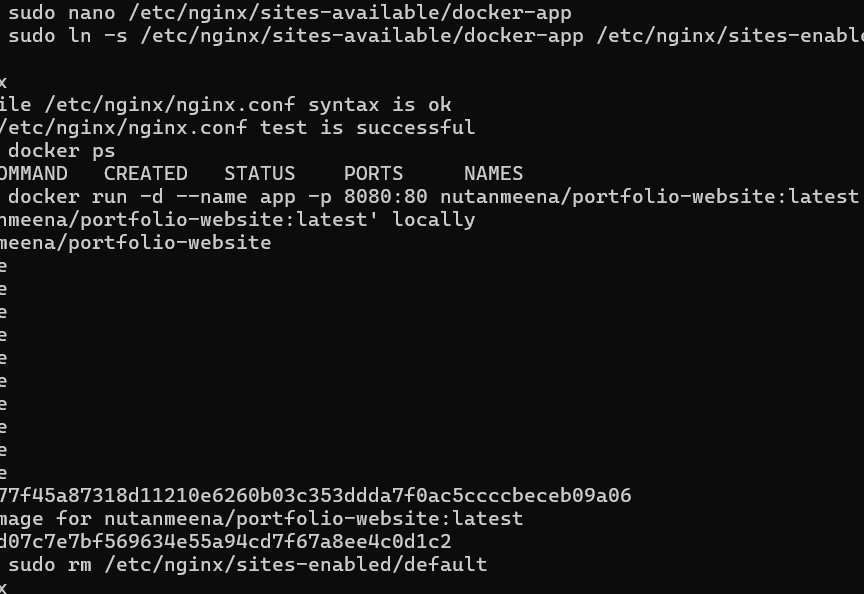 sudo nano /etc/nginx/sites-available/docker-app
sudo ln -s /etc/nginx/sites-available/docker-app /etc/nginx/sites-enable
x
ile /etc/nginx/nginx.conf syntax is ok
/etc/nginx/nginx.conf test is successful
docker ps
OMMAND   CREATED   STATUS    PORTS     NAMES
docker run -d --name app -p 8080:80 nutanmeena/portfolio-website:latest
nmeena/portfolio-website:latest' locally
meena/portfolio-website
e
e
e
e
e
e
e
e
e
e
77f45a87318d11210e6260b03c353ddda7f0ac5ccccbeceb09a06
mage for nutanmeena/portfolio-website:latest
d07c7e7bf569634e55a94cd7f67a8ee4c0d1c2
sudo rm /etc/nginx/sites-enabled/default
x